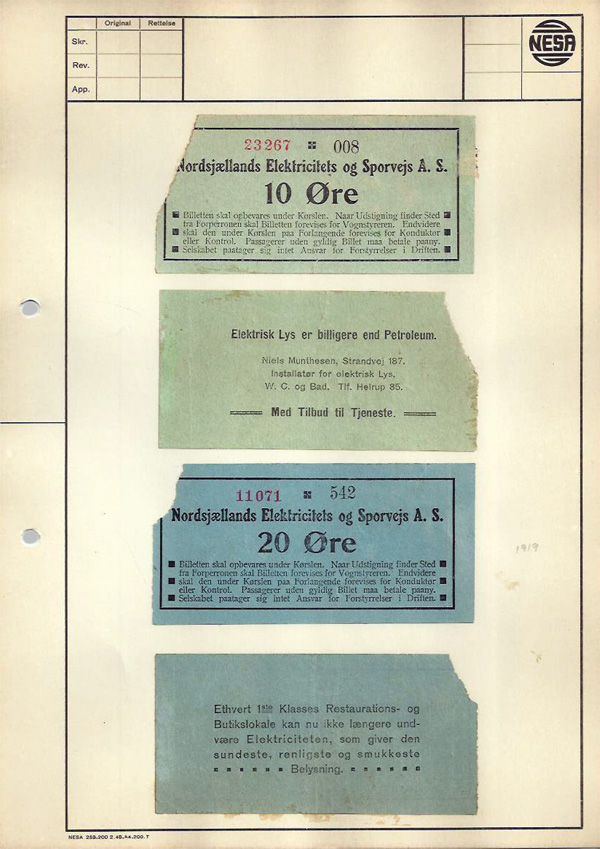 Original Rettelse
Skr.
Rev.
App.
NESA
23267 008
Nordsjællands Elektricitets og Sporvejs A. S.
10 Øre
Billetten skal opbevares under Kørslen. Naar Udstigning finder Sted
fra Forperronen skal Billetten forevises for Vognstyreren. Endvidere
skal den under Kørslen paa Forlangende forevises for Konduktør
eller Kontrol. Passagerer uden gyldig Billet maa betale paany.
Selskabet paatager sig intet Ansvar for Forstyrrelser i Driften.
Elektrisk Lys er billigere end Petroleum.
Niels Munthesen, Strandvej 187.
Installatør for elektrisk Lys.
W. C. og Bad. Tlf. Helrup 85.
Med Tilbud til Tjeneste.
11071 542
Nordsjællands Elektricitets og Sporvejs A. S.
20 Øre
Billetten skal opbevares under Kørslen. Naar Udstigning finder Sted
fra Forperronen skal Billetten forevises for Vognstyreren. Endvidere
skal den under Kørslen paa Forlangende forevises for Konduktør
eller Kontrol. Passagerer uden gyldig Billet maa betale paany.
Selskabet paatager sig intet Ansvar for Forstyrrelser i Driften.
1919
Ethvert 1ste Klasses Restaurations- og
Butikslokale kan nu ikke længere und-
være Elektriciteten, som giver den
sundeste, renligste og smukkeste
Belysning.
NESA 253.200 2.48.44.200.T